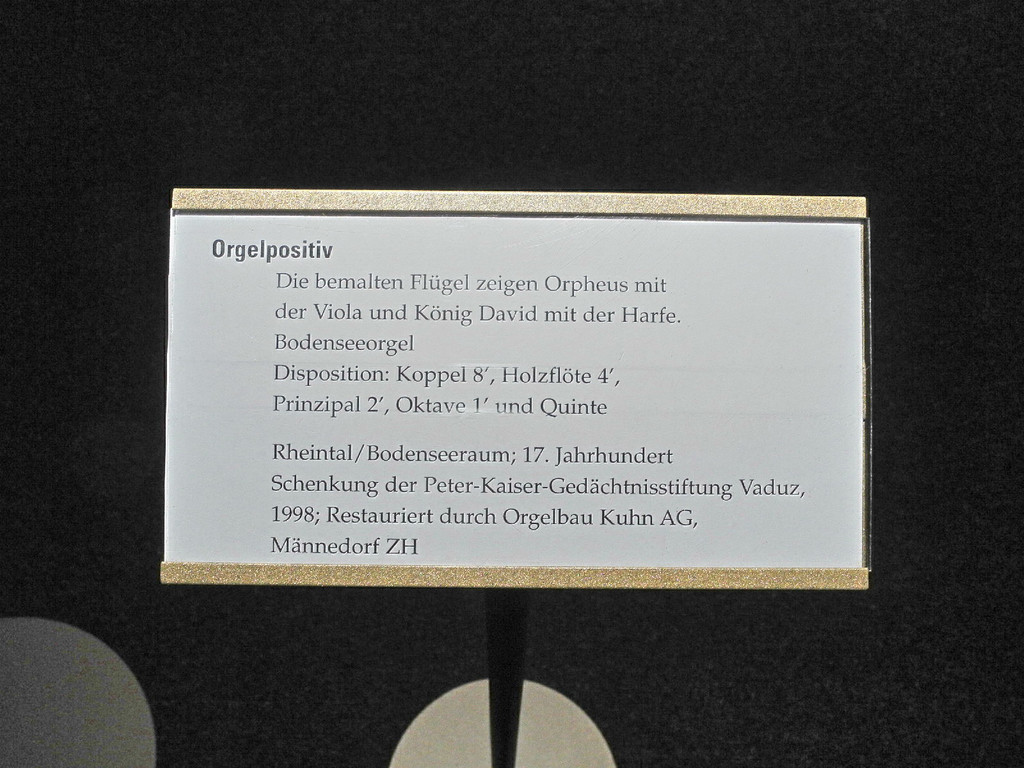 Orgelpositiv
Die bemalten Flügel zeigen Orpheus mit
der Viola und König David mit der Harfe.
Bodenseeorgel
Disposition: Koppel 8’, Holzflöte 4’,
Prinzipal 2’, Oktave 1’ und Quinte
Rheintal/Bodenseeraum; 17. Jahrhundert
Schenkung der Peter-Kaiser-Gedächtnisstiftung Vaduz,
1998; Restauriert durch Orgelbau Kuhn AG,
Männedorf ZH